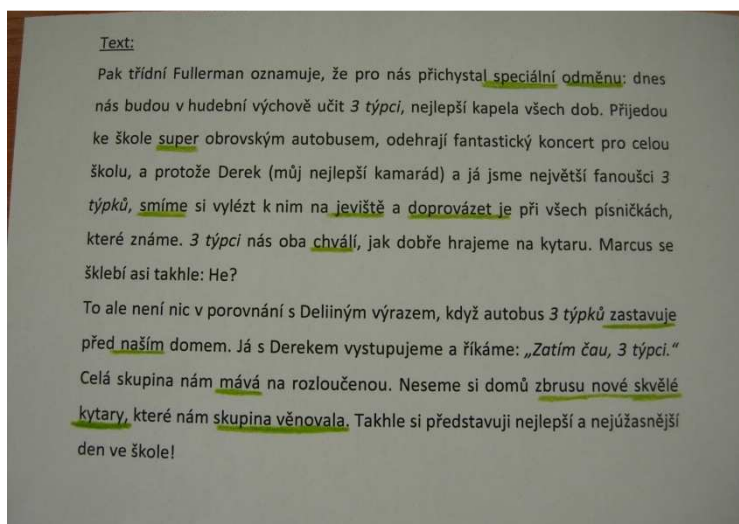 Text:
Pak třídní Fullerman oznamuje, že pro nás přichystal speciální odměnu: dnes
nás budou v hudební výchově učit 3 týpci, nejlepší kapela všech dob. Přijedou
ke škole super obrovským autobusem, odehrají fantastický koncert pro celou
školu, a protože Derek (můj nejlepší kamarád) a já jsme největší fanoušci 3
týpků, smíme si vylézt k nim na jeviště a doprovázet je při všech písničkách,
které známe. 3 týpci nás oba chválí, jak dobře hrajeme na kytaru. Marcus se
šklebí asi takhle: He?
To ale není nic v porovnání s Deliiným výrazem, když autobus 3 týpků zastavuje
před naším domem. Já s Derekem vystupujeme a říkáme: „Zatím čau, 3 týpci.“
Celá skupina nám mává na rozloučenou. Neseme si domů zbrusu nové skvělé
kytary, které nám skupina věnovala. Takhle si představuji nejlepší a nejúžasnější
den ve škole!